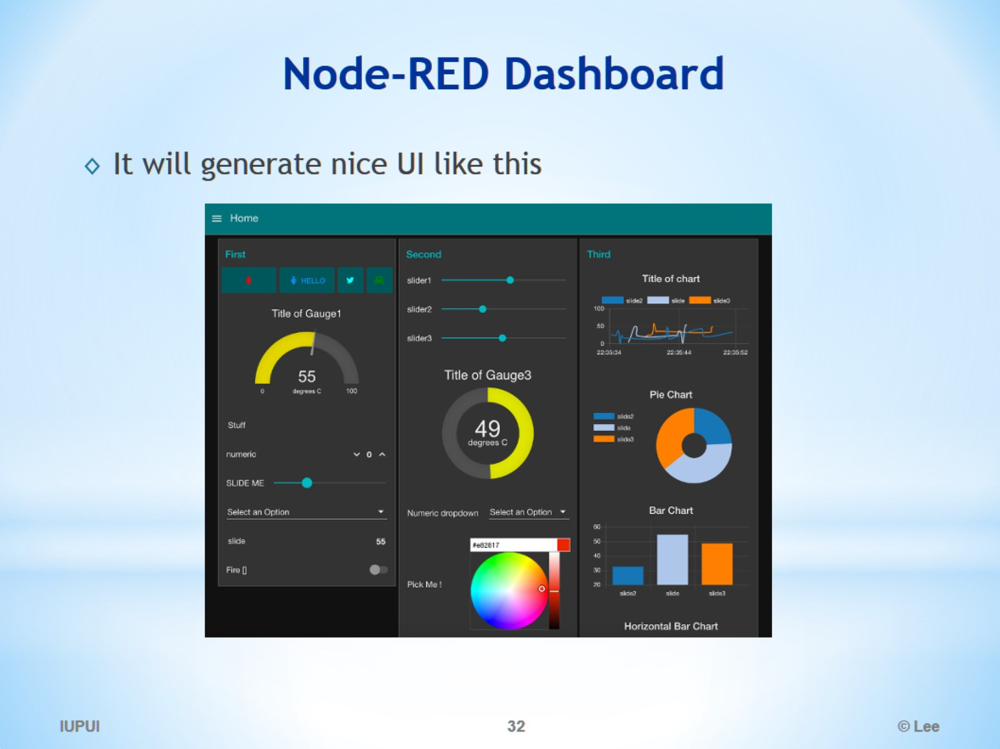 Node-RED Dashboard
It will generate nice UI like this
Home
First
HELLO
Title of Gauge1
55
degrees C
0
100
Stuff
numeric
0
SLIDE ME
Select an Option
slide
55
Fire []
Second
slider1
slider2
slider3
Title of Gauge3
49
degrees C
Numeric dropdown
Select an Option
#e82817
Pick Me !
Third
Title of chart
slide2 slide slide3
100
50
0
22:35:34 22:35:44 22:35:52
Pie Chart
slide2
slide
slide3
Bar Chart
60
50
40
30
20
slide2 slide slide3
Horizontal Bar Chart
IUPUI
32
© Lee